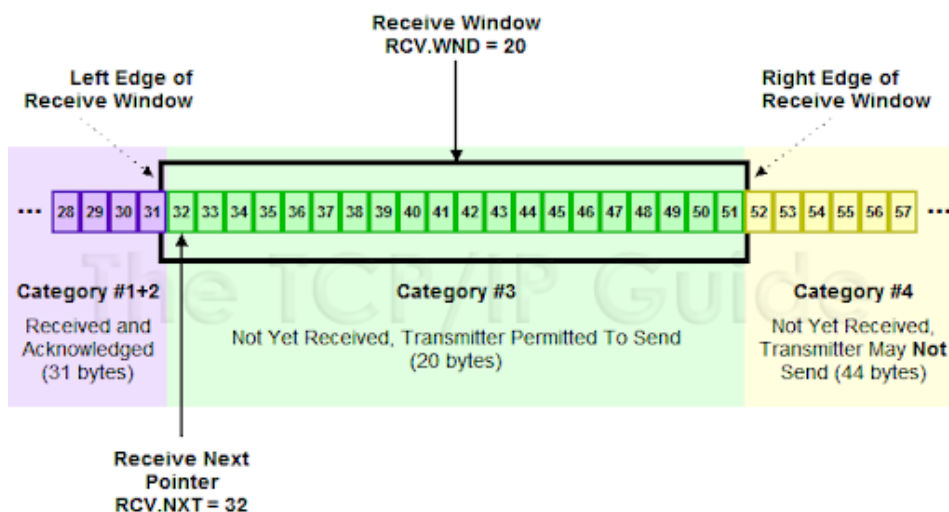 Receive Window
RCV.WND = 20
Left Edge of
Receive Window
Right Edge of
Receive Window
... 28 29 30 31 32 33 34 35 36 37 38 39 40 41 42 43 44 45 46 47 48 49 50 51 52 53 54 55 56 57 ...
The TCP/IP Guide
Category #1+2
Received and
Acknowledged
(31 bytes)
Category #3
Not Yet Received, Transmitter Permitted To Send
(20 bytes)
Category #4
Not Yet Received,
Transmitter May Not
Send (44 bytes)
Receive Next
Pointer
RCV.NXT = 32